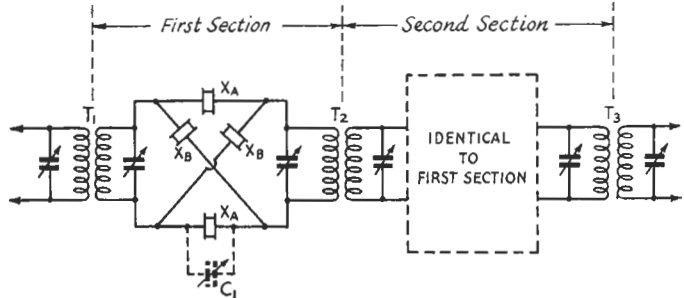 First Section
Second Section
T1
XA
XB
XB
XA
C1
T2
IDENTICAL
TO
FIRST SECTION
T3